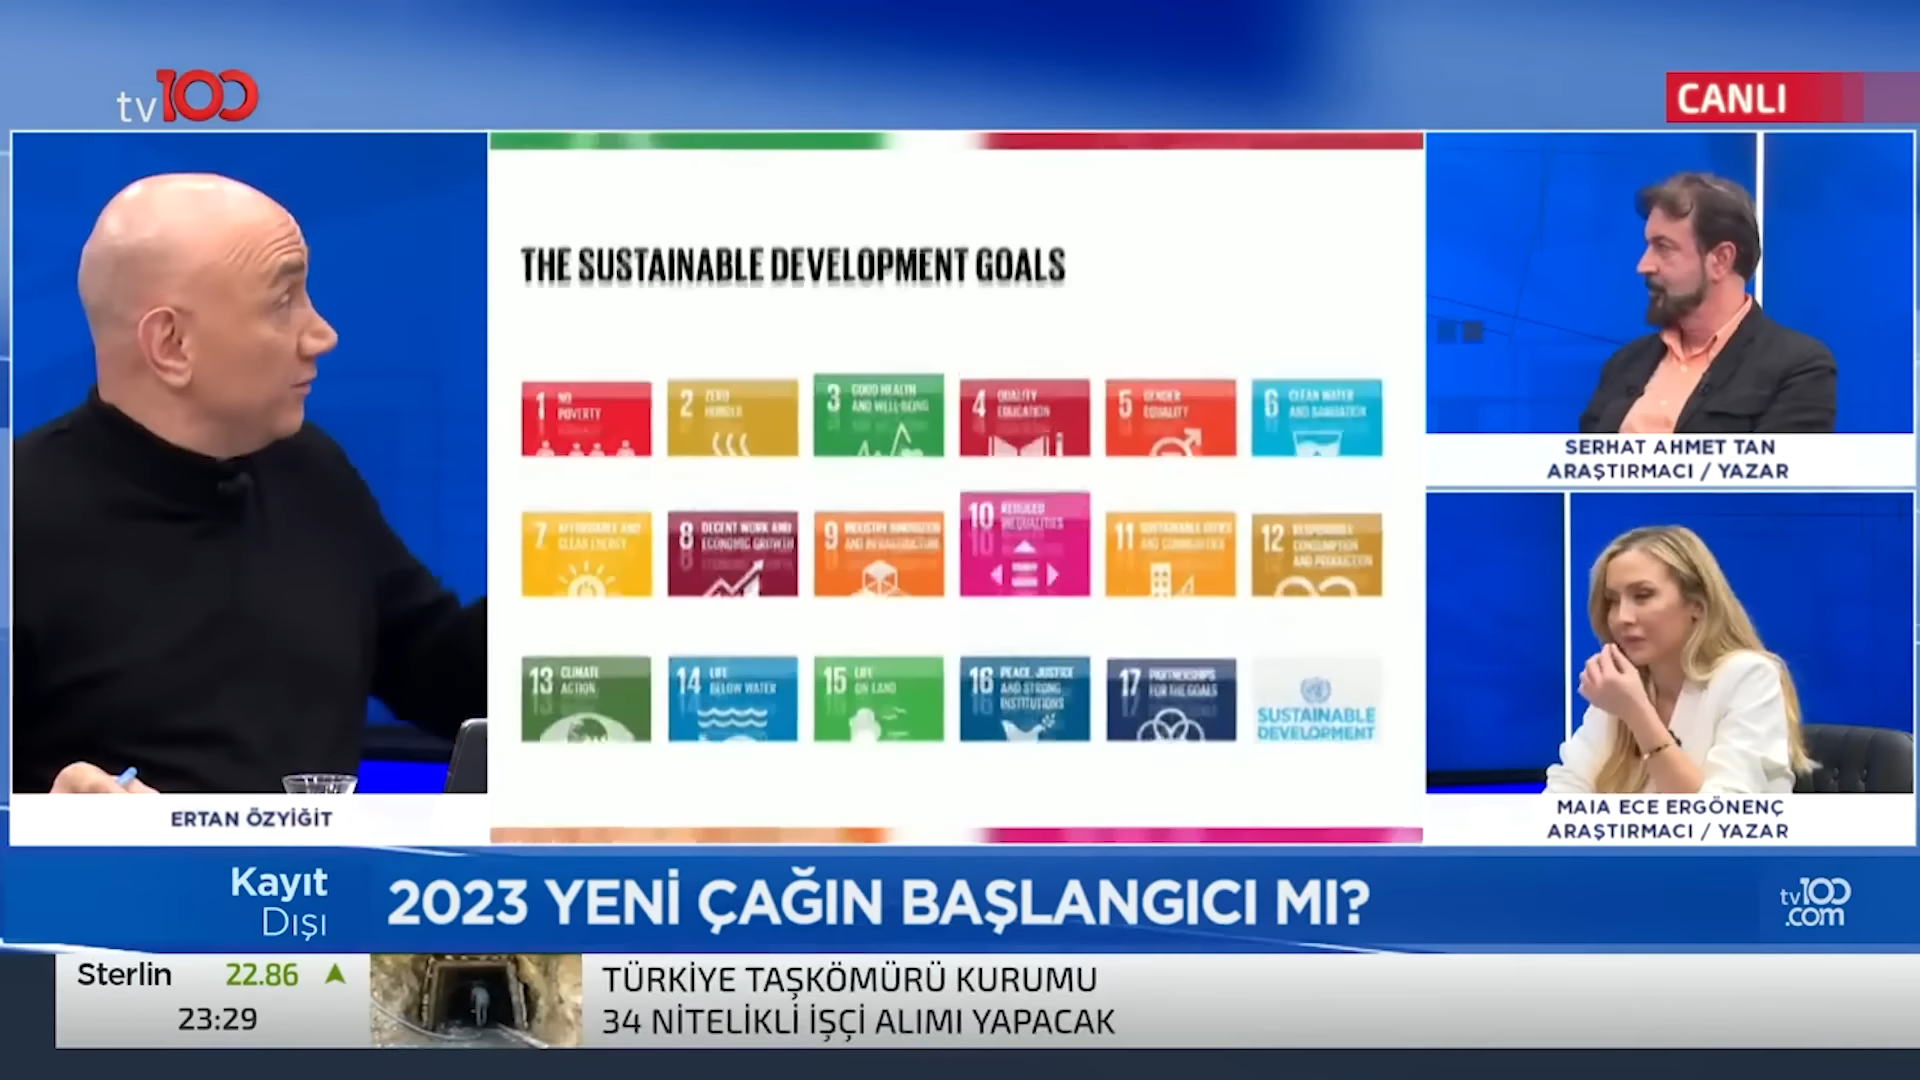 tv100
CANLI
THE SUSTAINABLE DEVELOPMENT GOALS
1 NO
POVERTY
2 ZERO
HUNGER
3 GOOD HEALTH
AND WELL-BEING
4 QUALITY
EDUCATION
5 GENDER
EQUALITY
6 CLEAN WATER
AND SANITATION
7 AFFORDABLE AND
CLEAN ENERGY
8 DECENT WORK AND
ECONOMIC GROWTH
9 INDUSTRY INNOVATION
AND INFRASTRUCTURE
10 REDUCED
INEQUALITIES
11 SUSTAINABLE CITIES
AND COMMUNITIES
12 RESPONSIBLE
CONSUMPTION
AND PRODUCTION
13 CLIMATE
ACTION
14 LIFE
BELOW WATER
15 LIFE
ON LAND
16 PEACE, JUSTICE
AND STRONG
INSTITUTIONS
17 PARTNERSHIPS
FOR THE GOALS
SUSTAINABLE
DEVELOPMENT
SERHAT AHMET TAN
ARAŞTIRMACI / YAZAR
MAIA ECE ERGÖNENÇ
ARAŞTIRMACI / YAZAR
ERTAN ÖZYİĞİT
Kayıt
Dışı
2023 YENİ ÇAĞIN BAŞLANGICI MI?
tv100
.com
Sterlin 22.86
23:29
TÜRKİYE TAŞKÖMÜRÜ KURUMU
34 NİTELİKLİ İŞÇİ ALIMI YAPACAK